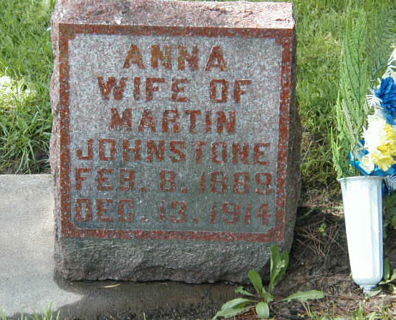 ANNA
WIFE OF
MARTIN
JOHNSTONE
FEB. 8. 1889
DEC. 13. 1914